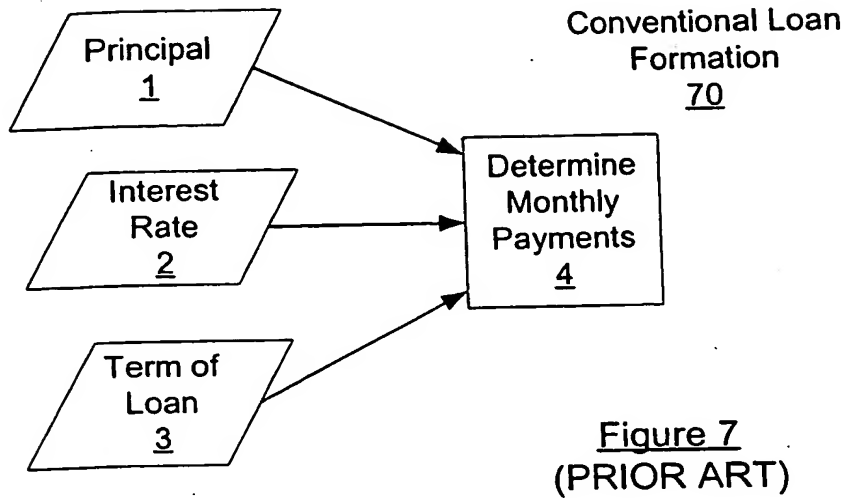 Principal
1
Conventional Loan
Formation
70
Interest
Rate
2
Determine
Monthly
Payments
4
Term of
Loan
3
Figure 7
(PRIOR ART)